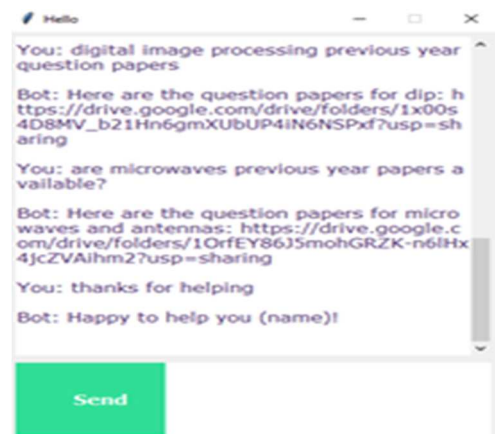 Hello
You: digital image processing previous year
question papers
Bot: Here are the question papers for dip: h
ttps://drive.google.com/drive/folders/1x00s
4D8MV_b21Hn6gmXUbUP4iN6NSPxf?usp=sh
aring
You: are microwaves previous year papers a
vailable?
Bot: Here are the question papers for micro
waves and antennas: https://drive.google.c
om/drive/folders/1OrfEY86J5mohGRZK-n6lHx
4jcZVAihm2?usp=sharing
You: thanks for helping
Bot: Happy to help you (name)!
Send